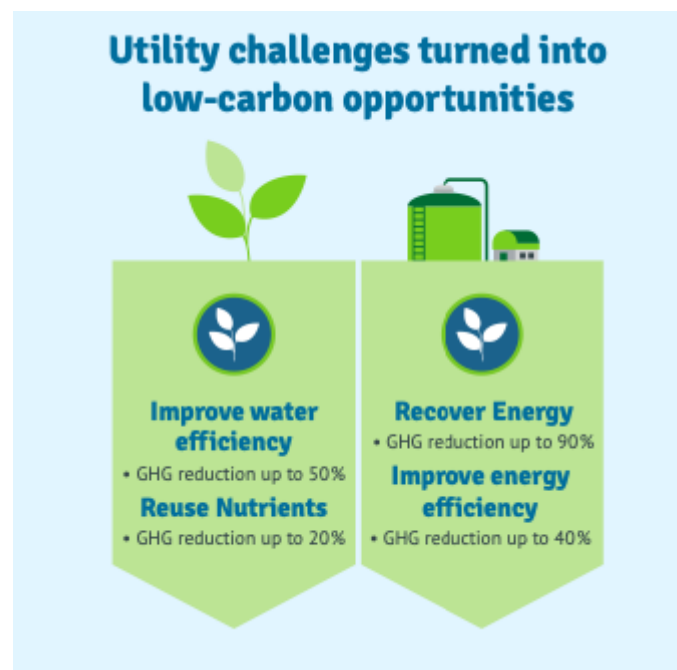 Utility challenges turned into
low-carbon opportunities
Improve water
efficiency
• GHG reduction up to 50%
Reuse Nutrients
• GHG reduction up to 20%
Recover Energy
• GHG reduction up to 90%
Improve energy
efficiency
• GHG reduction up to 40%